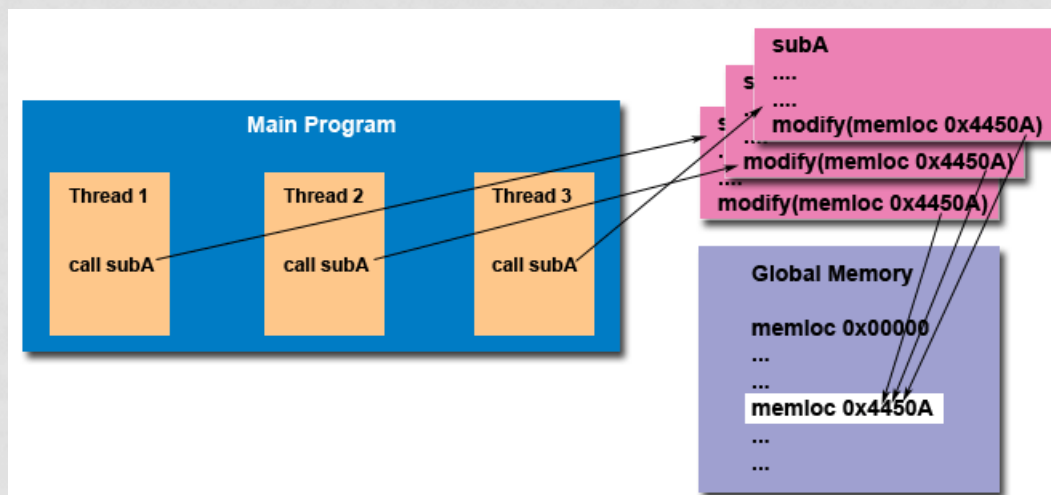 Main Program
Thread 1
call subA
Thread 2
call subA
Thread 3
call subA
subA
....
....
modify(memloc 0x4450A)
s
....
modify(memloc 0x4450A)
s
....
modify(memloc 0x4450A)
Global Memory
memloc 0x00000
...
...
memloc 0x4450A
...
...